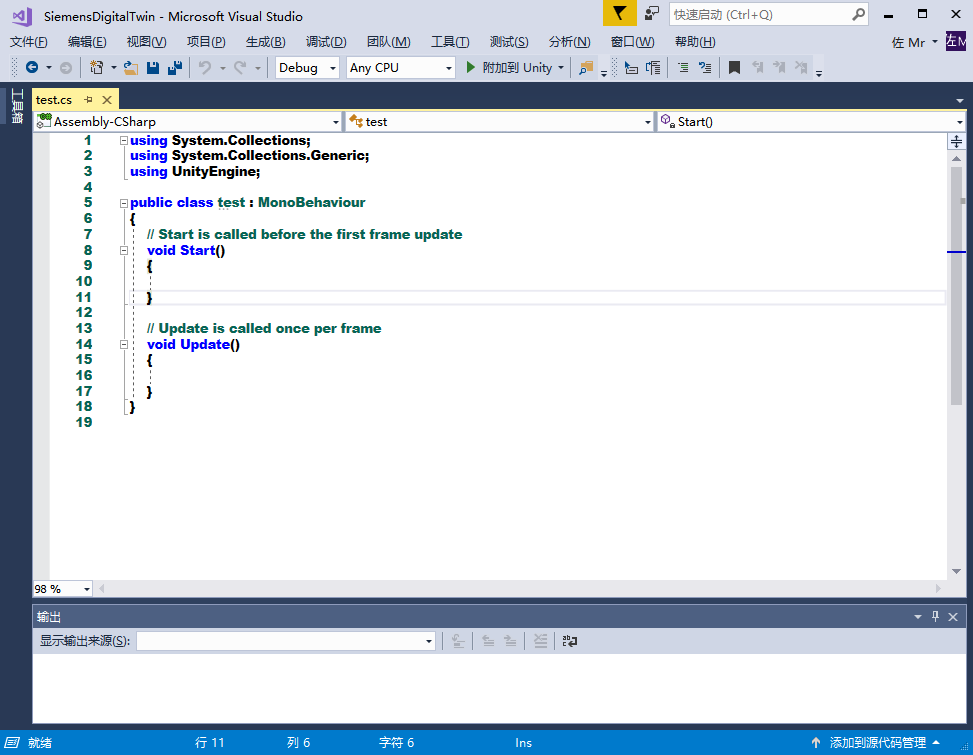 SiemensDigitalTwin - Microsoft Visual Studio
快速启动 (Ctrl+Q)
文件(F) 编辑(E) 视图(V) 项目(P) 生成(B) 调试(D) 团队(M) 工具(T) 测试(S) 分析(N) 窗口(W) 帮助(H) 佐 Mr 左M
Debug Any CPU 附加到 Unity
工具箱
test.cs
Assembly-CSharp test Start()
1 using System.Collections;
2 using System.Collections.Generic;
3 using UnityEngine;
4
5 public class test : MonoBehaviour
6 {
7 // Start is called before the first frame update
8 void Start()
9 {
10
11 }
12
13 // Update is called once per frame
14 void Update()
15 {
16
17 }
18 }
19
98 %
输出
显示输出来源(S):
就绪 行 11 列 6 字符 6 Ins 添加到源代码管理